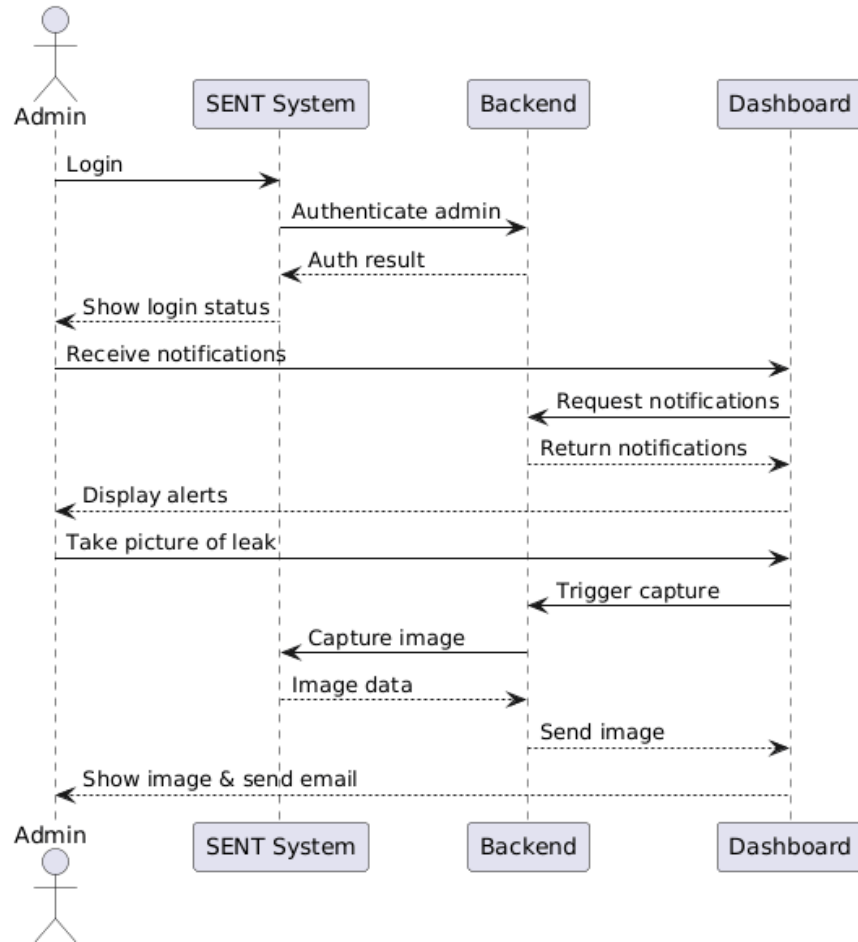 Admin
SENT System
Backend
Dashboard
Login
Authenticate admin
Auth result
Show login status
Receive notifications
Request notifications
Return notifications
Display alerts
Take picture of leak
Trigger capture
Capture image
Image data
Send image
Show image & send email
Admin
SENT System
Backend
Dashboard